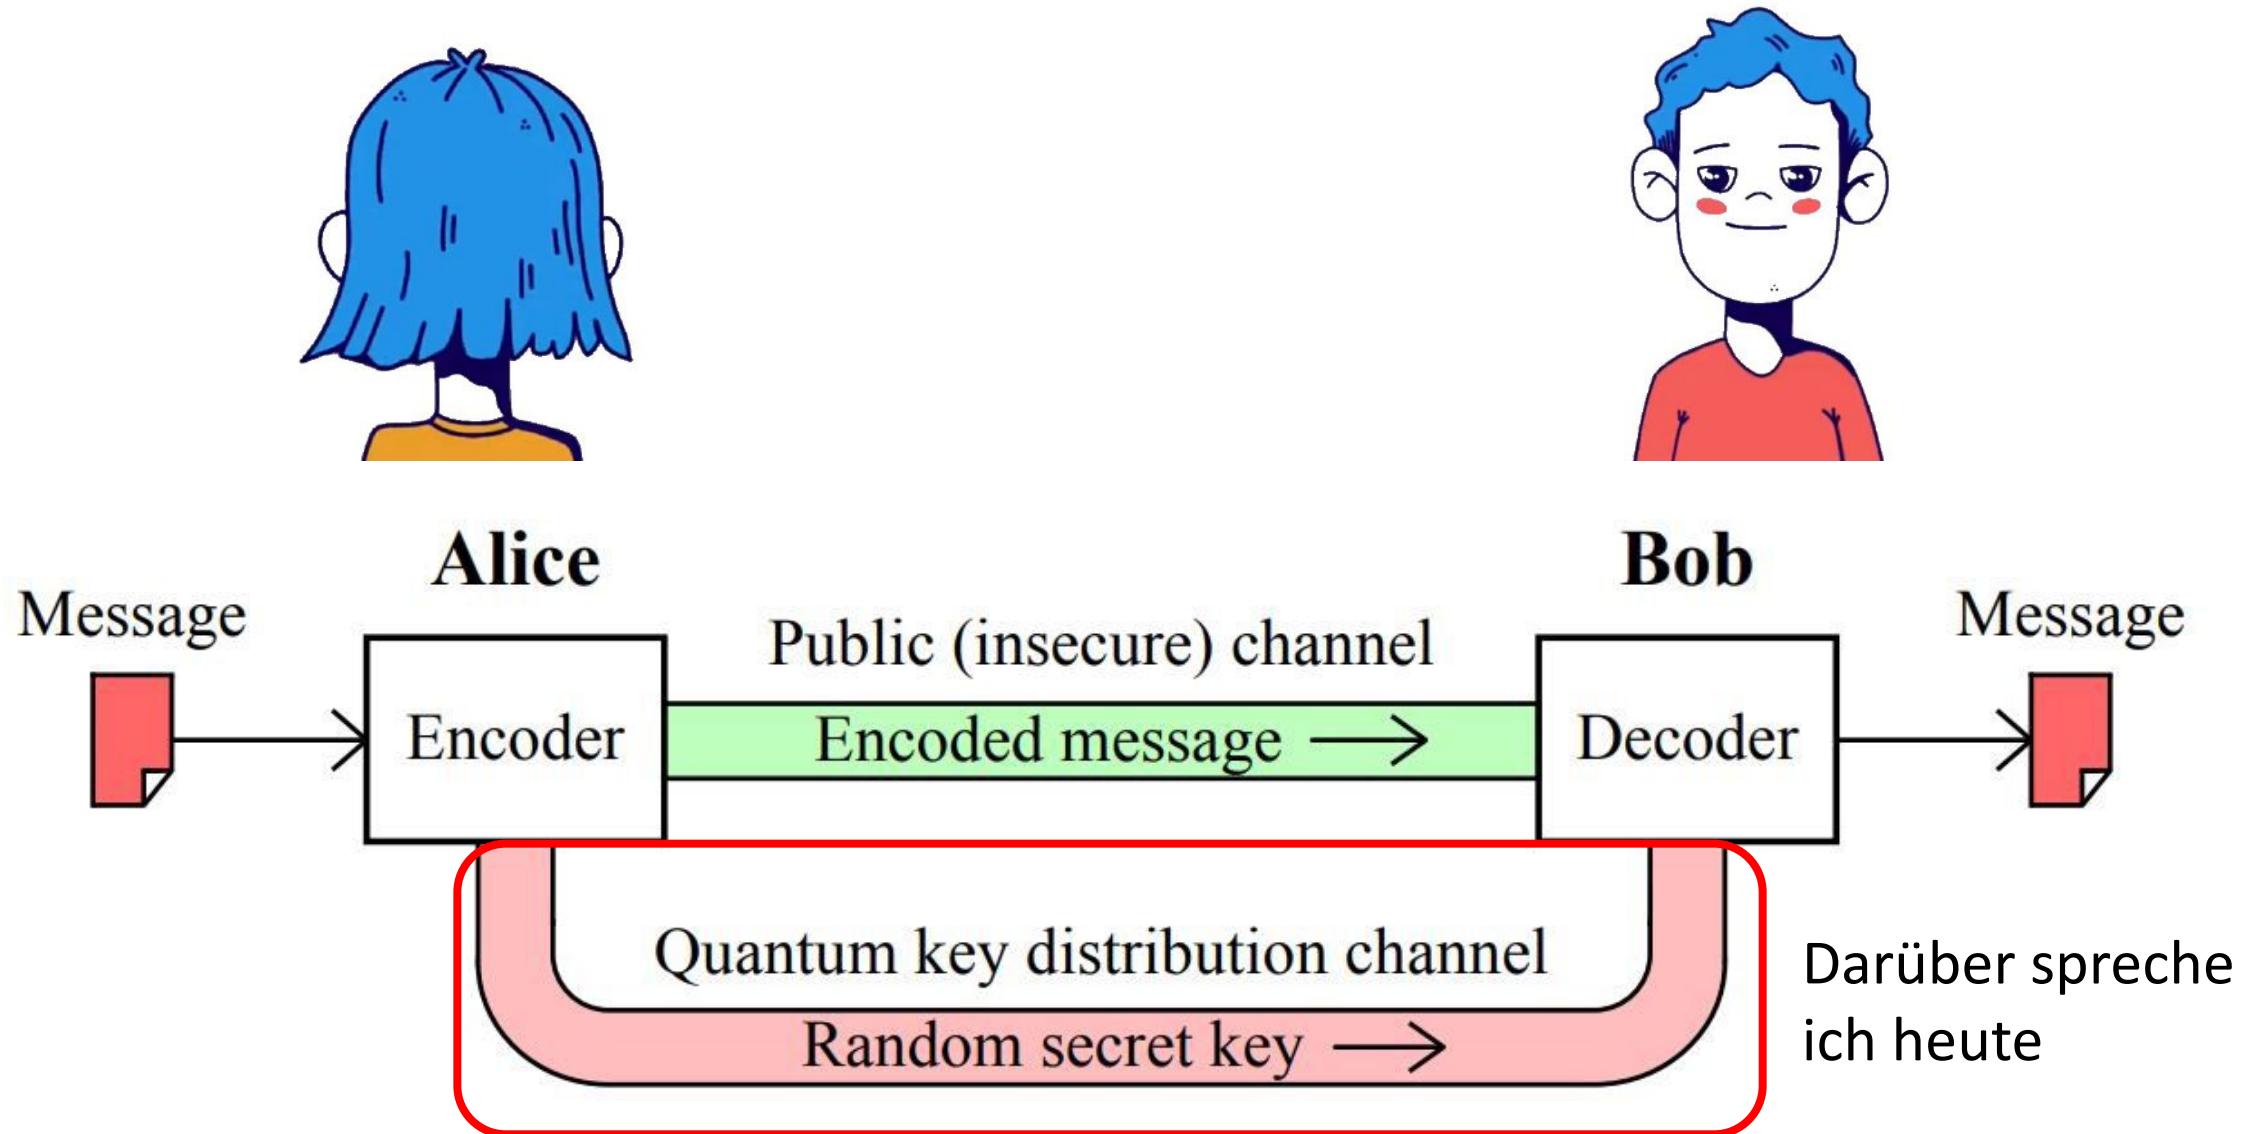 Alice
Bob
Message
Message
Public (insecure) channel
Encoder
Encoded message
Decoder
Quantum key distribution channel
Random secret key
Darüber spreche
ich heute